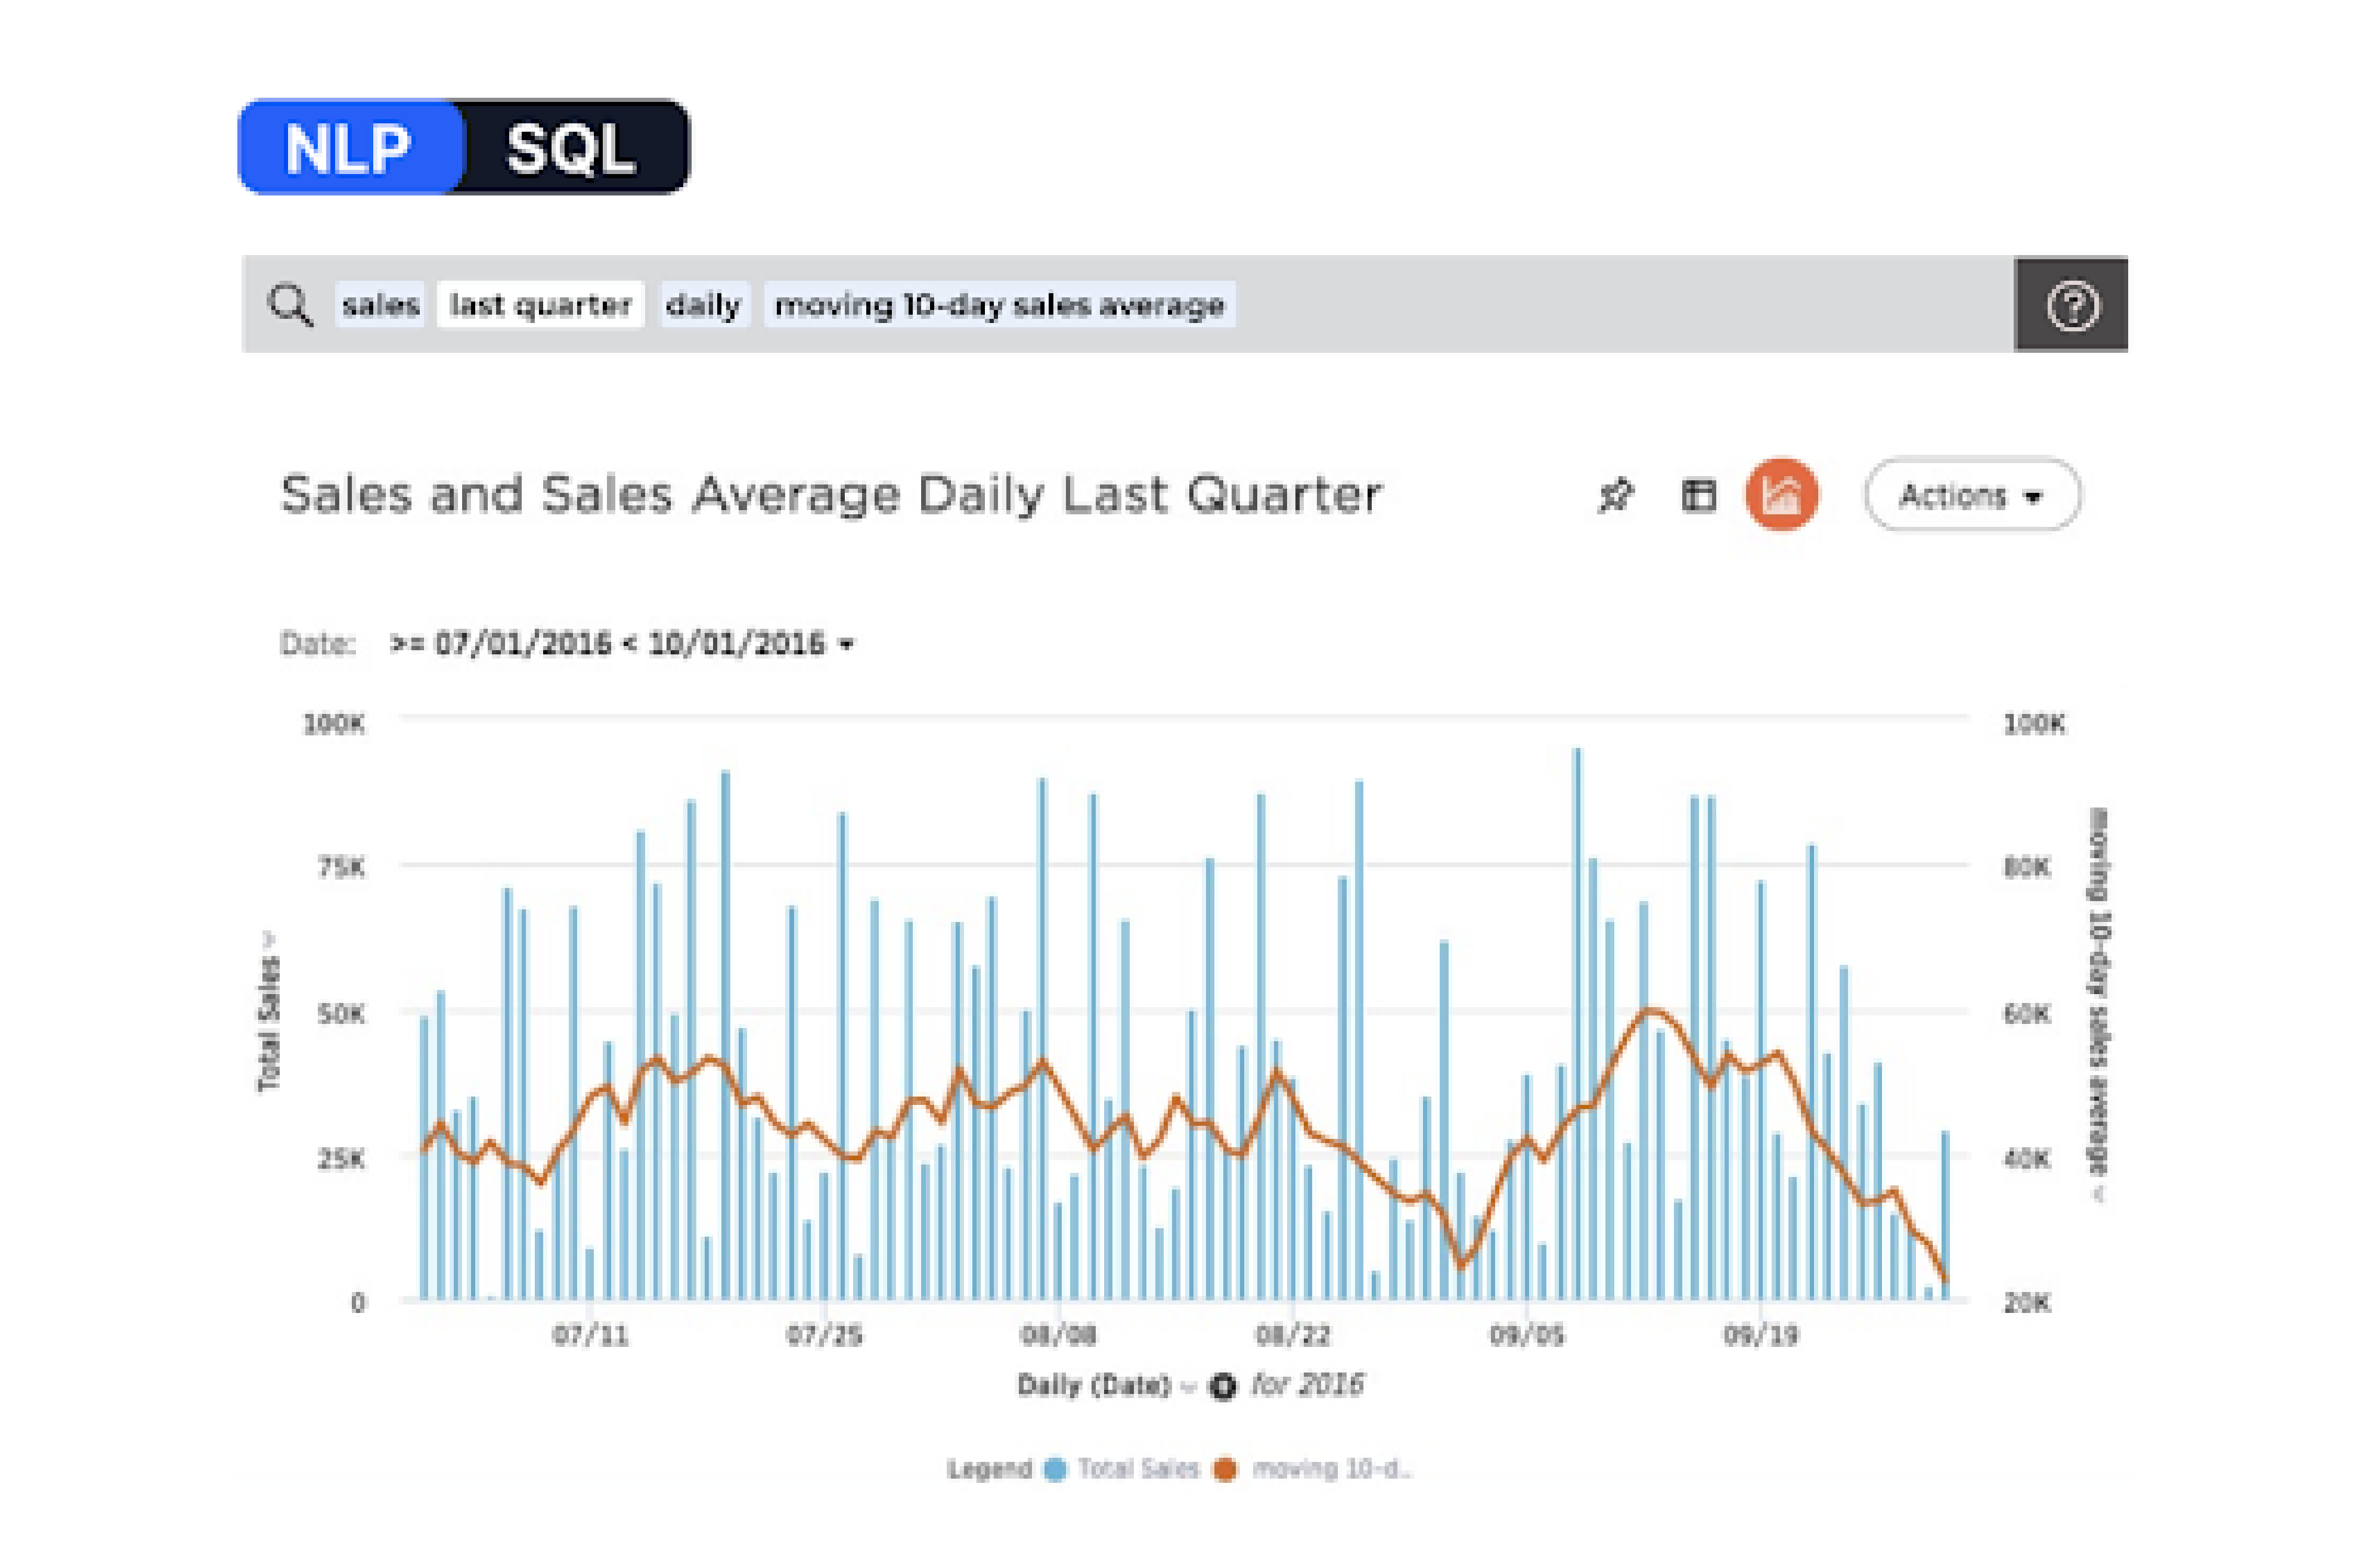 NLP SQL
sales last quarter daily moving 10-day sales average ?
Sales and Sales Average Daily Last Quarter
Actions
Date: >= 07/01/2016 < 10/01/2016
100K
75K
50K
25K
0
Total Sales
100K
80K
60K
40K
20K
moving 10-day sales average
07/11 07/25 08/08 08/22 09/05 09/19
Daily (Date) for 2016
Legend Total Sales moving 10-d...